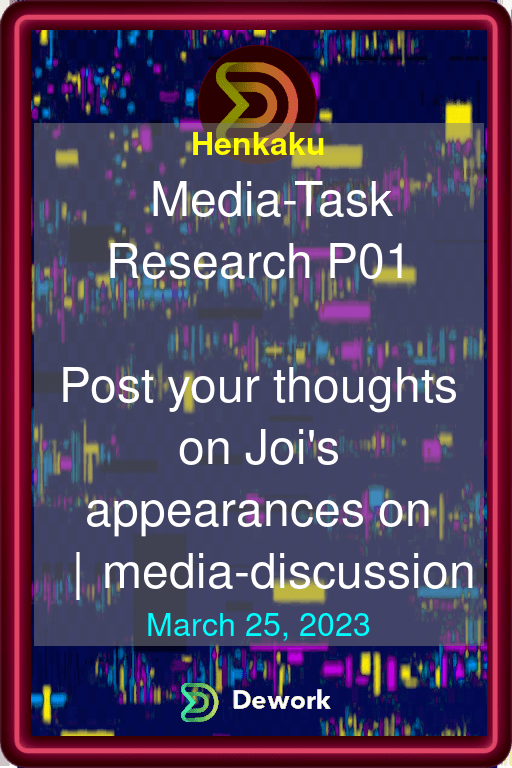 Henkaku
Media-Task
Research P01
Post your thoughts
on Joi's
appearances on
| media-discussion
March 25, 2023
Dework